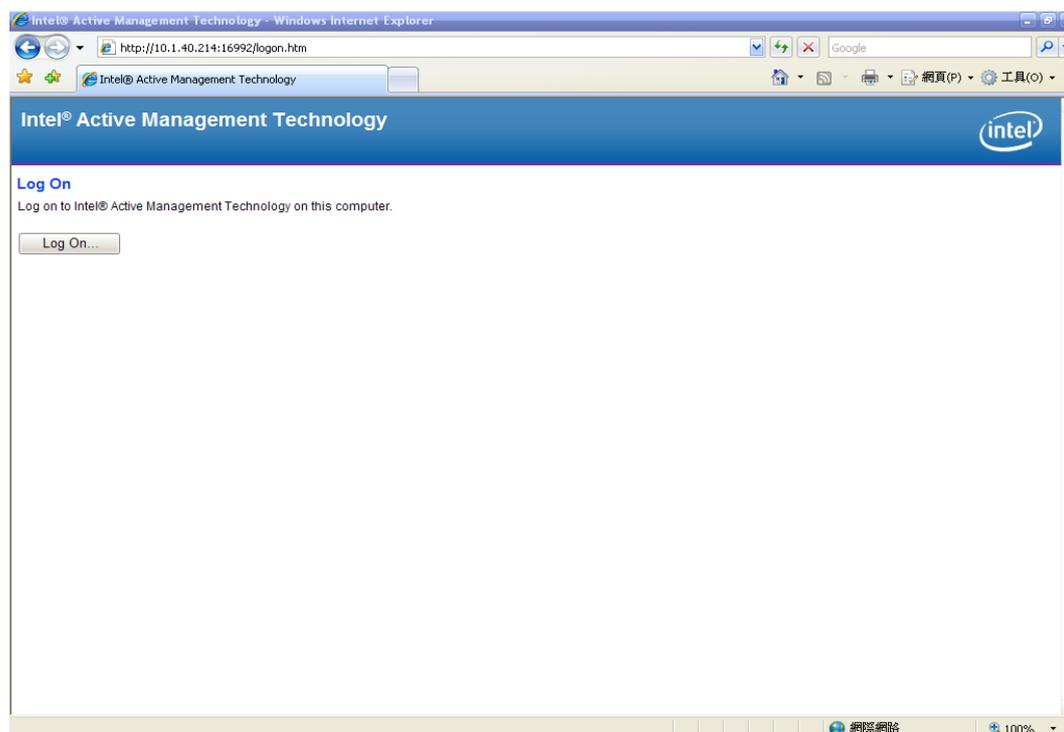 Intel® Active Management Technology - Windows Internet Explorer
http://10.1.40.214:16992/logon.htm
Google
Intel® Active Management Technology
網頁(P)
工具(O)
Intel® Active Management Technology
intel
Log On
Log on to Intel® Active Management Technology on this computer.
Log On...
網際網路
100%